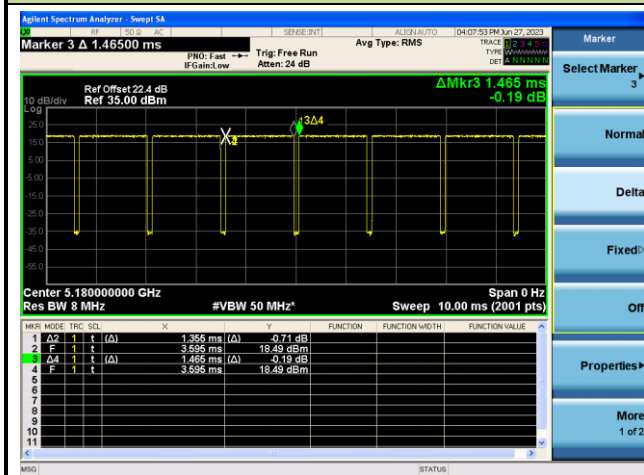 Agilent Spectrum Analyzer - Swept SA
LXI RF 50 Ω AC SENSE:INT ALIGN AUTO 04:07:53 PM Jun 27, 2023
Marker 3 Δ 1.46500 ms
PNO: Fast Trig: Free Run Avg Type: RMS TRACE 1 2 3 4 5 6
IFGain:Low Atten: 24 dB TYPE
DET A N N N N N
Ref Offset 22.4 dB ΔMkr3 1.465 ms
10 dB/div Ref 35.00 dBm -0.19 dB
Log
25.0
15.0
5.00
-5.00
-15.0
-25.0
-35.0
-45.0
-55.0
3Δ4
Center 5.180000000 GHz Span 0 Hz
Res BW 8 MHz #VBW 50 MHz* Sweep 10.00 ms (2001 pts)
MKR MODE TRC SCL X Y FUNCTION FUNCTION WIDTH FUNCTION VALUE
1 Δ2 1 t (Δ) 1.355 ms (Δ) -0.71 dB
2 F 1 t 3.595 ms 18.49 dBm
3 Δ4 1 t (Δ) 1.465 ms (Δ) -0.19 dB
4 F 1 t 3.595 ms 18.49 dBm
5
6
7
8
9
10
11
MSG STATUS
Marker
Select Marker
3
Normal
Delta
Fixed
Off
Properties
More
1 of 2